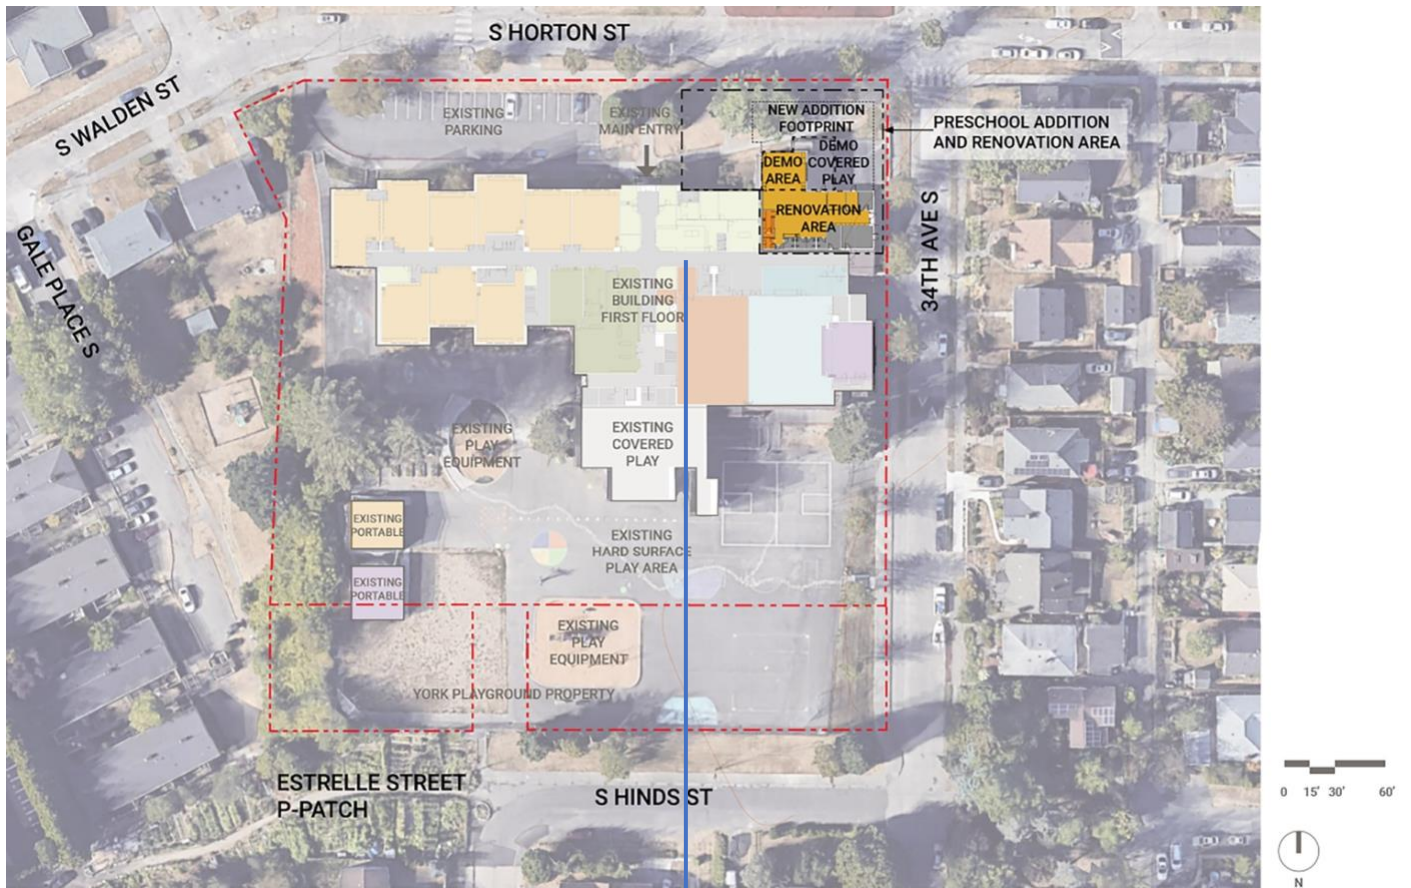 S HORTON ST
S WALDEN ST
EXISTING
PARKING
EXISTING
MAIN ENTRY
NEW ADDITION
FOOTPRINT
DEMO
COVERED
PLAY
DEMO
AREA
PRESCHOOL ADDITION
AND RENOVATION AREA
RENOVATION
AREA
34TH AVE S
GALE PLACE S
EXISTING
BUILDING
FIRST FLOOR
EXISTING
COVERED
PLAY
EXISTING
PLAY
EQUIPMENT
EXISTING
PORTABLE
EXISTING
HARD SURFACE
PLAY AREA
EXISTING
PORTABLE
EXISTING
PLAY
EQUIPMENT
YORK PLAYGROUND PROPERTY
ESTRELLE STREET
P-PATCH
S HINDS ST
0 15' 30' 60'
N